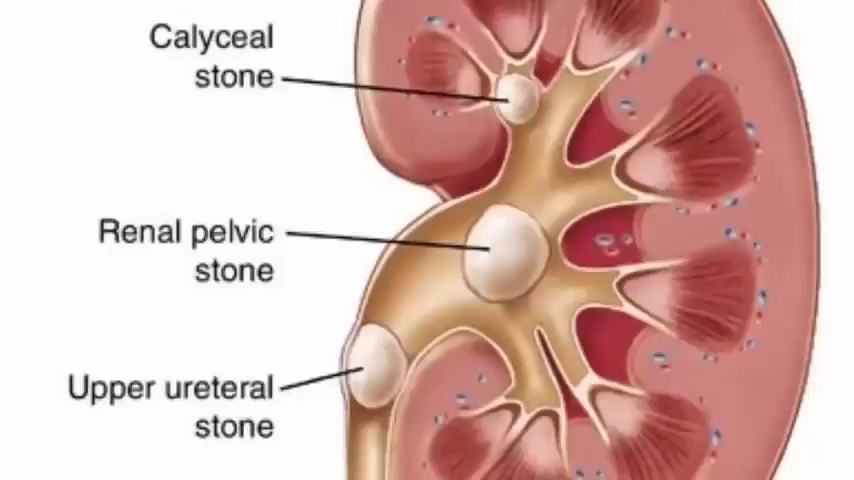 Calyceal
stone
Renal pelvic
stone
Upper ureteral
stone